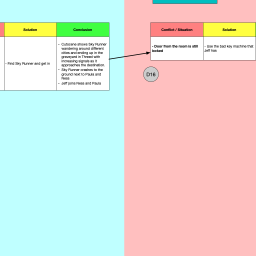 Solution
Conclusion
- Find Sky Runner and get in
- Cutscene shows Sky Runner
wandering around different
cities and ending up in the
graveyard in Threed with
increasing signals as it
approaches the destination.
- Sky Runner crashes to the
ground next to Paula and
Ness
- Jeff joins Ness and Paula
Conflict / Situation
Solution
- Door from the room is still
locked
- Use the bad key machine that
Jeff has
D16